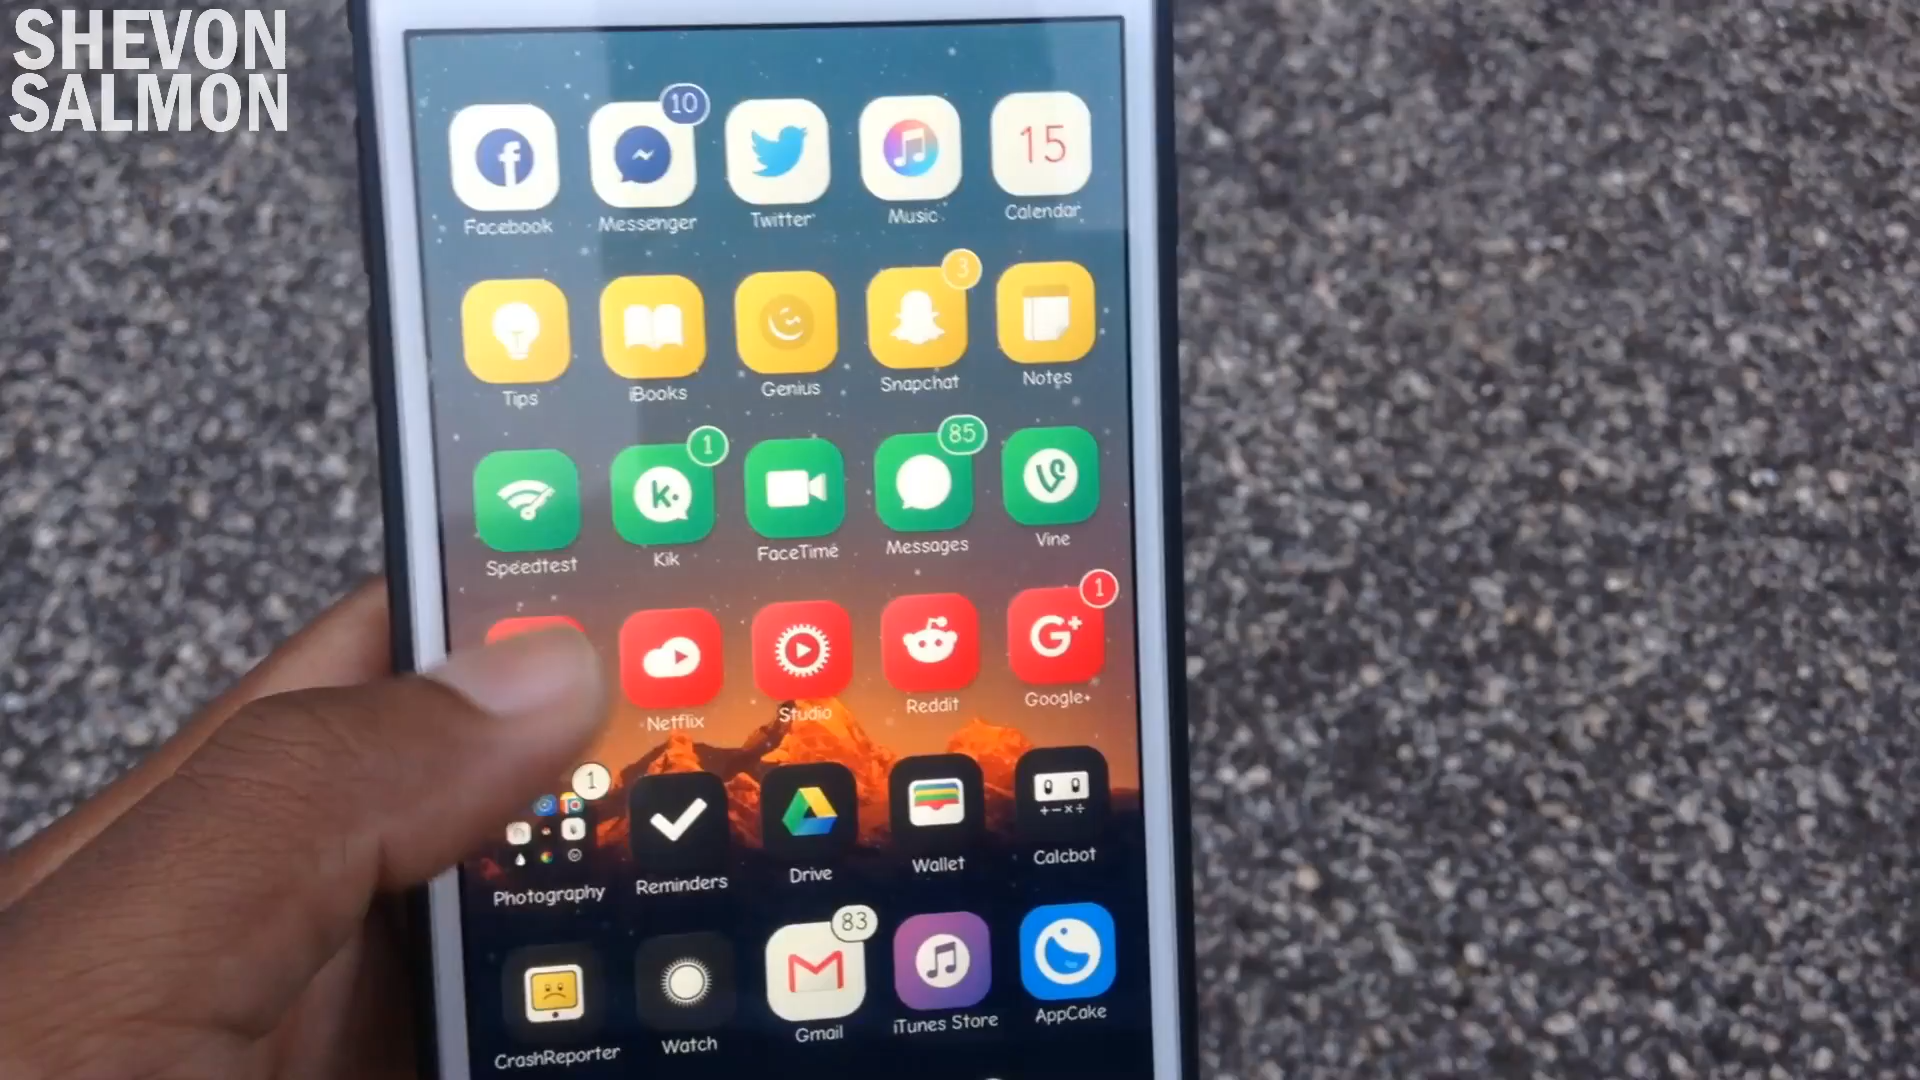 SHEVON
SALMON
10
15
Facebook
Messenger
Twitter
Music
Calendar
3
Tips
iBooks
Genius
Snapchat
Notes
1
85
k.
Speedtest
Kik
FaceTime
Messages
Vine
1
G+
Netflix
Studio
Reddit
Google+
1
+-×÷
Photography
Reminders
Drive
Wallet
Calcbot
83
CrashReporter
Watch
Gmail
iTunes Store
AppCake